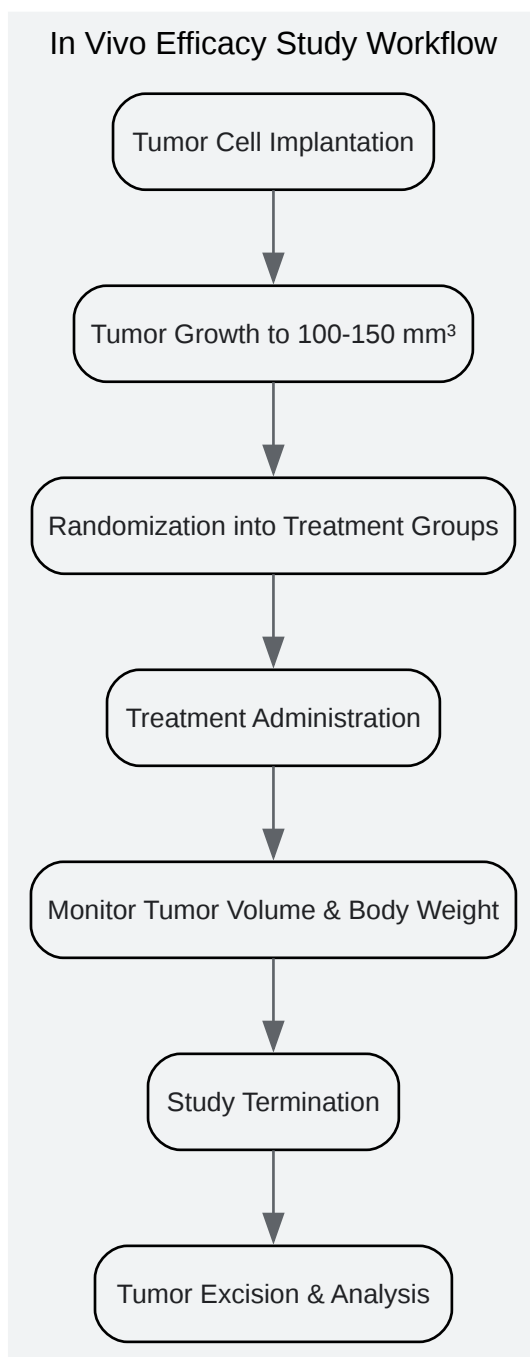 In Vivo Efficacy Study Workflow
Tumor Cell Implantation
Tumor Growth to 100-150 mm³
Randomization into Treatment Groups
Treatment Administration
Monitor Tumor Volume & Body Weight
Study Termination
Tumor Excision & Analysis